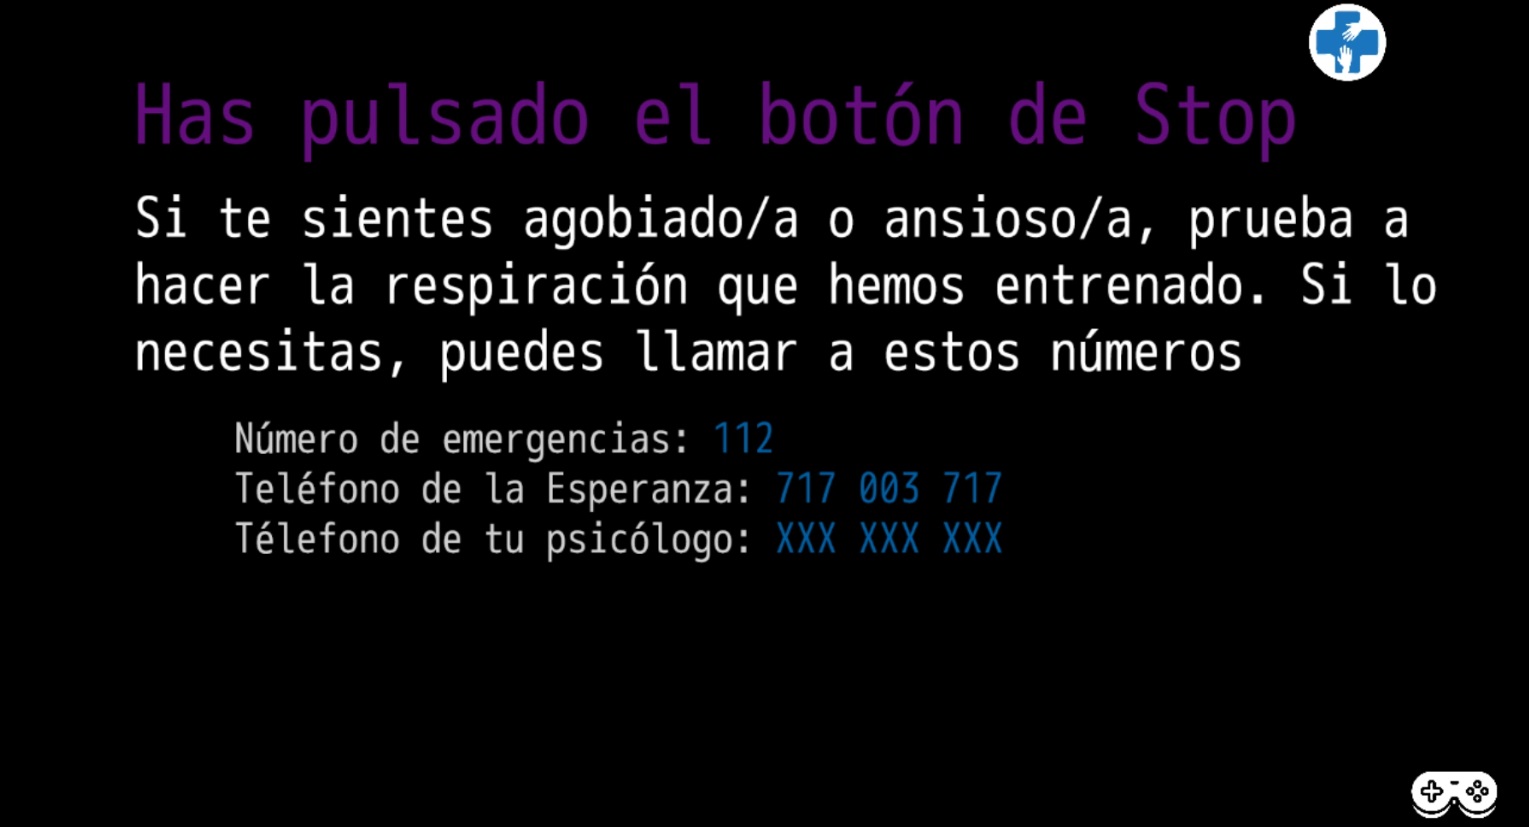 Has pulsado el botón de Stop
Si te sientes agobiado/a o ansioso/a, prueba a
hacer la respiración que hemos entrenado. Si lo
necesitas, puedes llamar a estos números
Número de emergencias: 112
Teléfono de la Esperanza: 717 003 717
Télefono de tu psicólogo: XXX XXX XXX